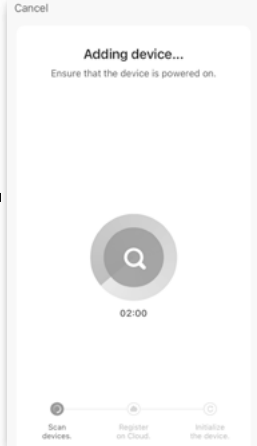 Cancel
Adding device...
Ensure that the device is powered on.
02:00
Scan
devices.
Register
on Cloud.
Initialize
the device.